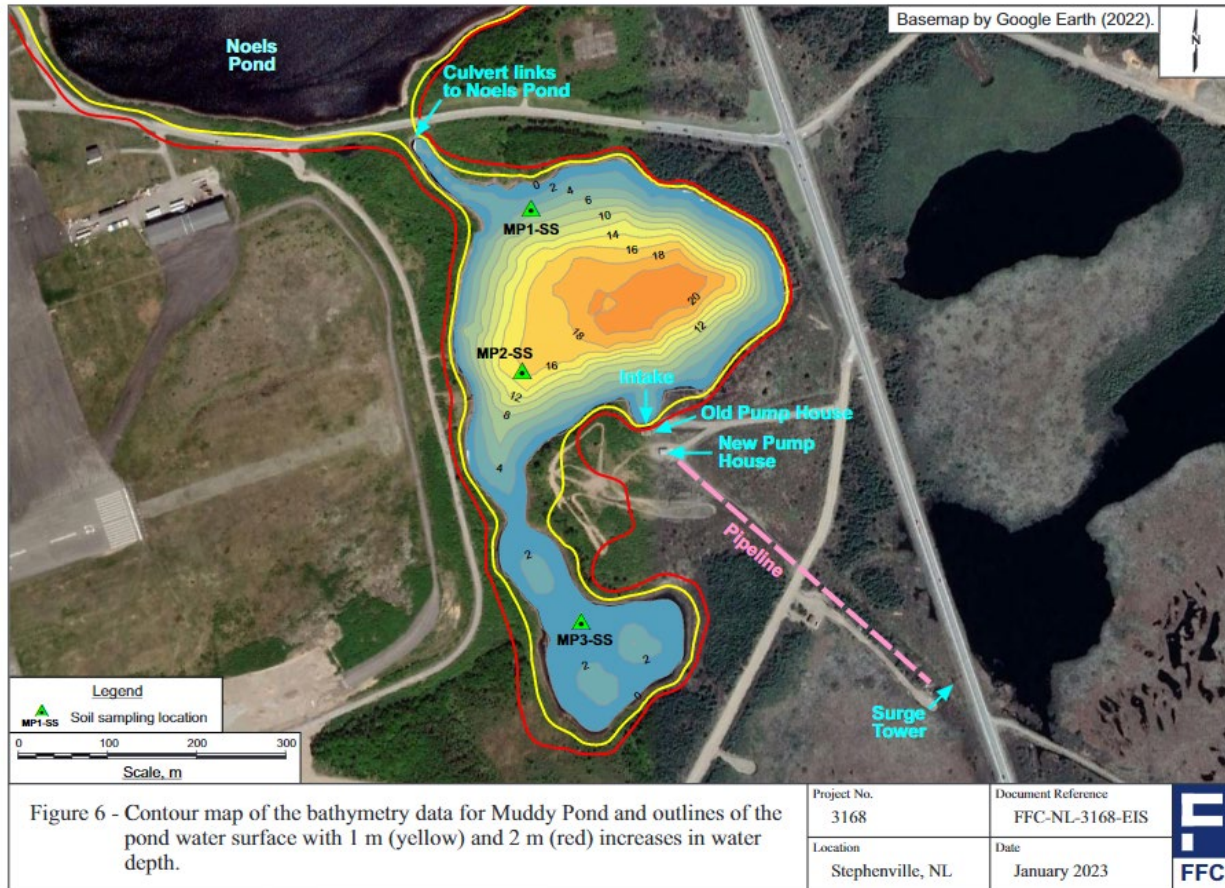 Basemap by Google Earth (2022).
N
Noels
Pond
Culvert links
to Noels Pond
0
2
4
6
10
14
16
18
20
12
18
16
12
8
4
2
2
2
0
MP1-SS
MP2-SS
MP3-SS
Intake
Old Pump House
New Pump
House
Pipeline
Surge
Tower
Legend
MP1-SS Soil sampling location
0 100 200 300
Scale, m
Figure 6 - Contour map of the bathymetry data for Muddy Pond and outlines of the
pond water surface with 1 m (yellow) and 2 m (red) increases in water
depth.
Project No.
3168
Document Reference
FFC-NL-3168-EIS
Location
Stephenville, NL
Date
January 2023
FFC